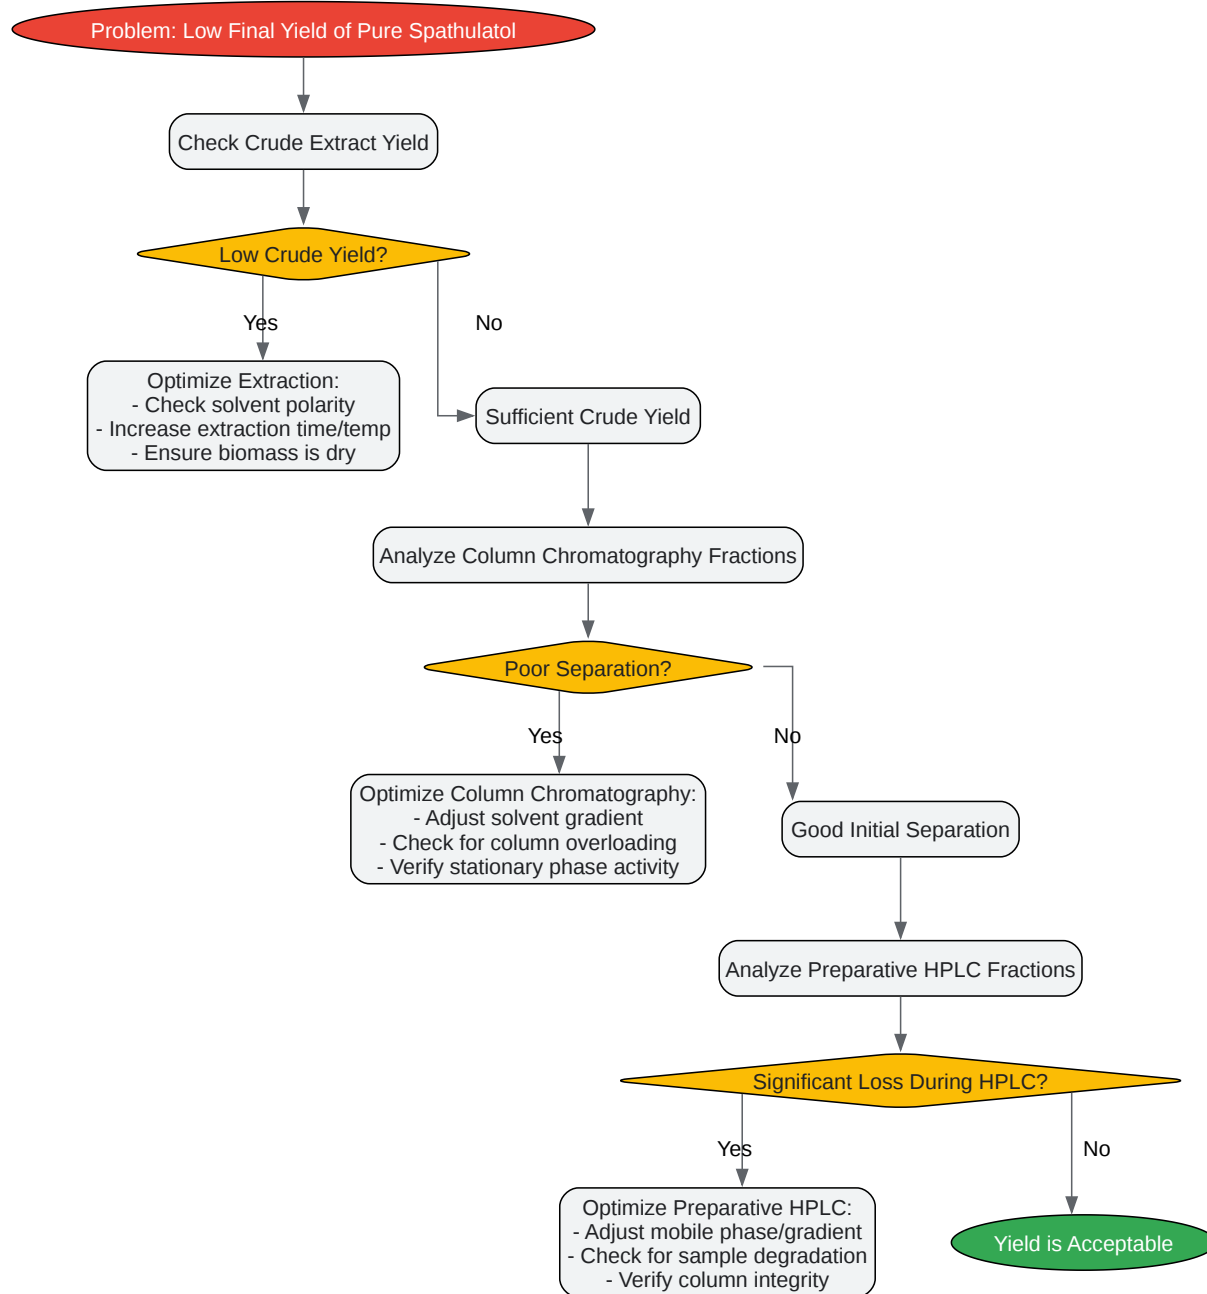 Problem: Low Final Yield of Pure Spathulatol
Check Crude Extract Yield
Low Crude Yield?
Yes
No
Optimize Extraction:
- Check solvent polarity
- Increase extraction time/temp
- Ensure biomass is dry
Sufficient Crude Yield
Analyze Column Chromatography Fractions
Poor Separation?
Yes
No
Optimize Column Chromatography:
- Adjust solvent gradient
- Check for column overloading
- Verify stationary phase activity
Good Initial Separation
Analyze Preparative HPLC Fractions
Significant Loss During HPLC?
Yes
No
Optimize Preparative HPLC:
- Adjust mobile phase/gradient
- Check for sample degradation
- Verify column integrity
Yield is Acceptable